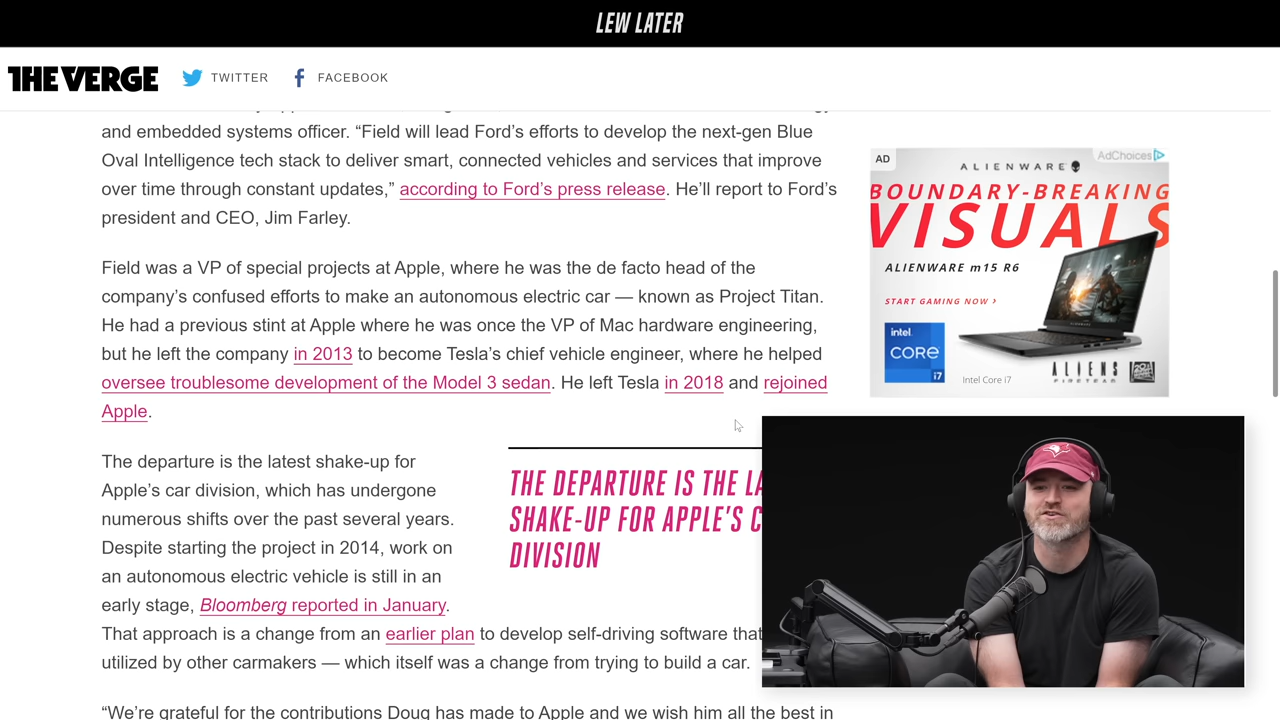 LEW LATER
THE VERGE
TWITTER
FACEBOOK
and embedded systems officer. “Field will lead Ford’s efforts to develop the next-gen Blue
Oval Intelligence tech stack to deliver smart, connected vehicles and services that improve
over time through constant updates,” according to Ford’s press release. He’ll report to Ford’s
president and CEO, Jim Farley.
Field was a VP of special projects at Apple, where he was the de facto head of the
company’s confused efforts to make an autonomous electric car — known as Project Titan.
He had a previous stint at Apple where he was once the VP of Mac hardware engineering,
but he left the company in 2013 to become Tesla’s chief vehicle engineer, where he helped
oversee troublesome development of the Model 3 sedan. He left Tesla in 2018 and rejoined
Apple.
The departure is the latest shake-up for
Apple’s car division, which has undergone
numerous shifts over the past several years.
Despite starting the project in 2014, work on
an autonomous electric vehicle is still in an
early stage, Bloomberg reported in January.
That approach is a change from an earlier plan to develop self-driving software that
utilized by other carmakers — which itself was a change from trying to build a car.
“We’re grateful for the contributions Doug has made to Apple and we wish him all the best in
THE DEPARTURE IS THE LA
SHAKE-UP FOR APPLE’S C
DIVISION
AD
AdChoices
ALIENWARE
BOUNDARY-BREAKING
VISUALS
ALIENWARE m15 R6
START GAMING NOW >
intel
CORE
i7
Intel Core i7
ALIENS
FIRETEAM